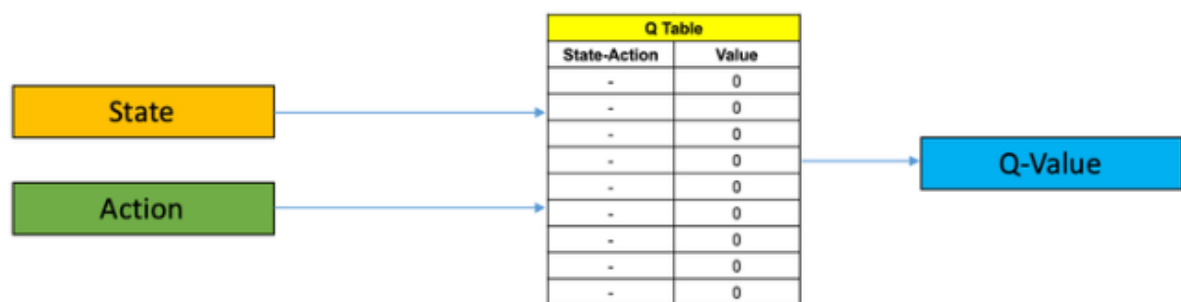 Q Table
State-Action Value
- 0
- 0
- 0
- 0
- 0
- 0
- 0
- 0
- 0
State
Action
Q-Value